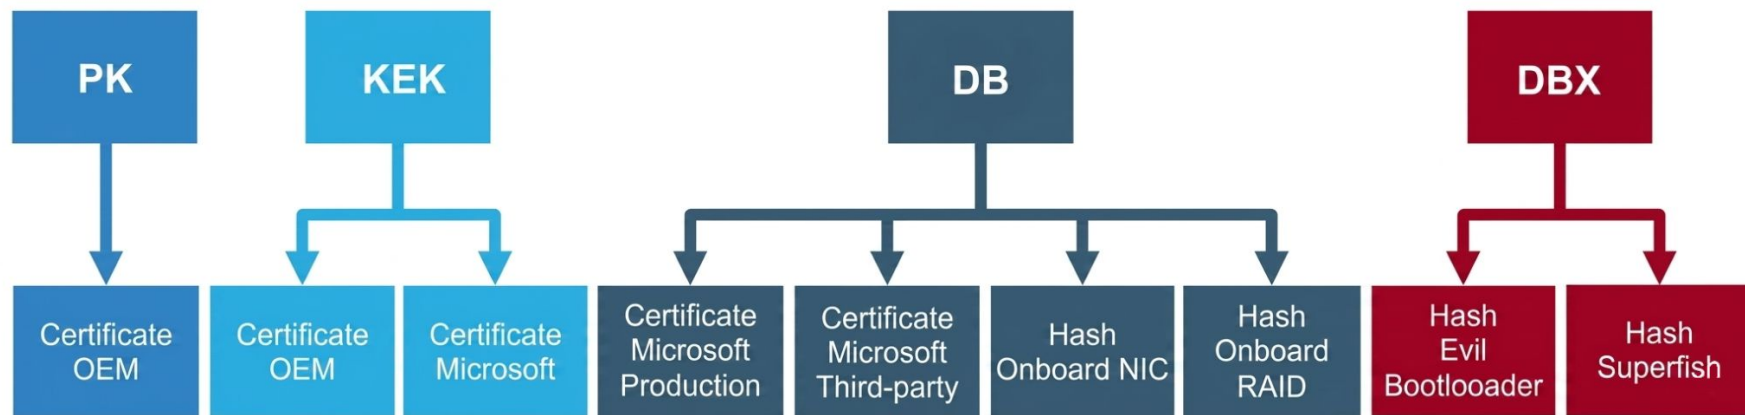 PK
KEK
DB
DBX
Certificate
OEM
Certificate
OEM
Certificate
Microsoft
Certificate
Microsoft
Production
Certificate
Microsoft
Third-party
Hash
Onboard NIC
Hash
Onboard
RAID
Hash
Evil
Bootlooader
Hash
Superfish